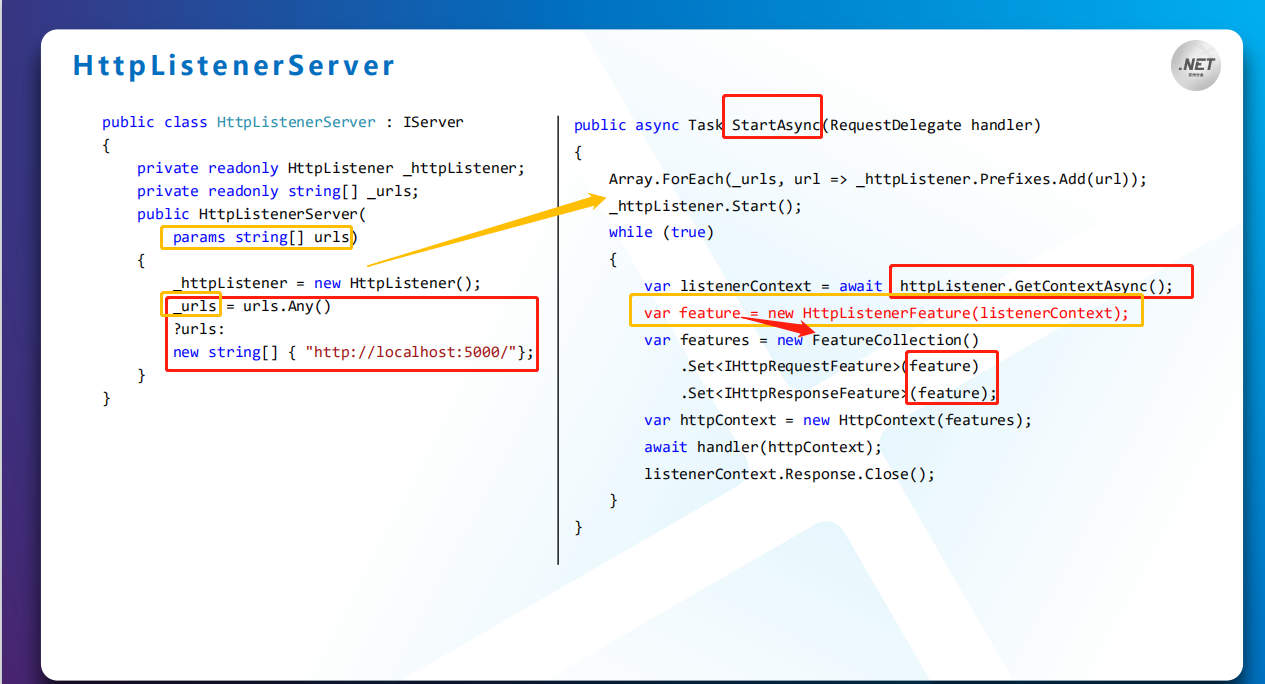 HttpListenerServer
.NET
public class HttpListenerServer : IServer
{
private readonly HttpListener _httpListener;
private readonly string[] _urls;
public HttpListenerServer(
params string[] urls)
{
_httpListener = new HttpListener();
_urls = urls.Any()
?urls:
new string[] { "http://localhost:5000/"};
}
}
public async Task StartAsync(RequestDelegate handler)
{
Array.ForEach(_urls, url => _httpListener.Prefixes.Add(url));
_httpListener.Start();
while (true)
{
var listenerContext = await _httpListener.GetContextAsync();
var feature = new HttpListenerFeature(listenerContext);
var features = new FeatureCollection()
.Set<IHttpRequestFeature>(feature)
.Set<IHttpResponseFeature>(feature);
var httpContext = new HttpContext(features);
await handler(httpContext);
listenerContext.Response.Close();
}
}